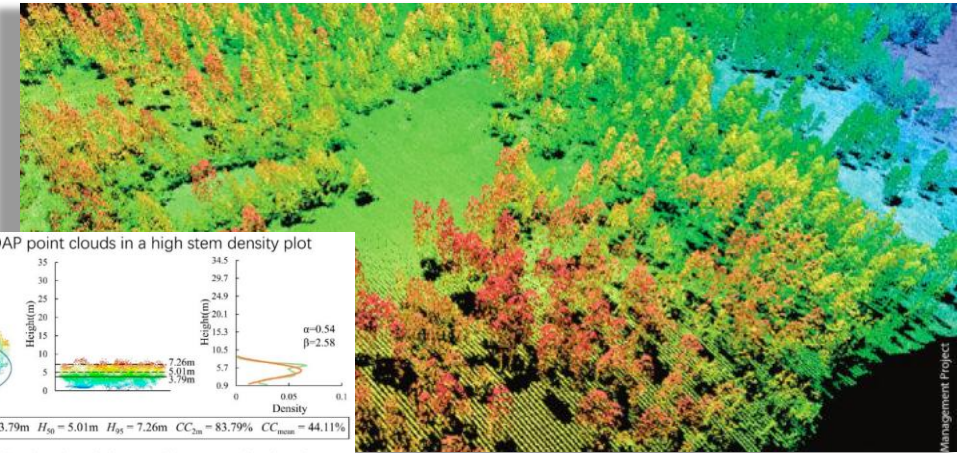 DAP point clouds in a high stem density plot
35
30
25
20
15
10
5
0
Height(m)
7.26m
5.01m
3.79m
34.5
29.7
24.9
20.1
15.3
10.5
5.7
0.9
Height(m)
α=0.54
β=2.58
0 0.05 0.1
Density
3.79m H₅₀ = 5.01m H₉₅ = 7.26m CC₂ₘ = 83.79% CCₘₑₐₙ = 44.11%
Management Project